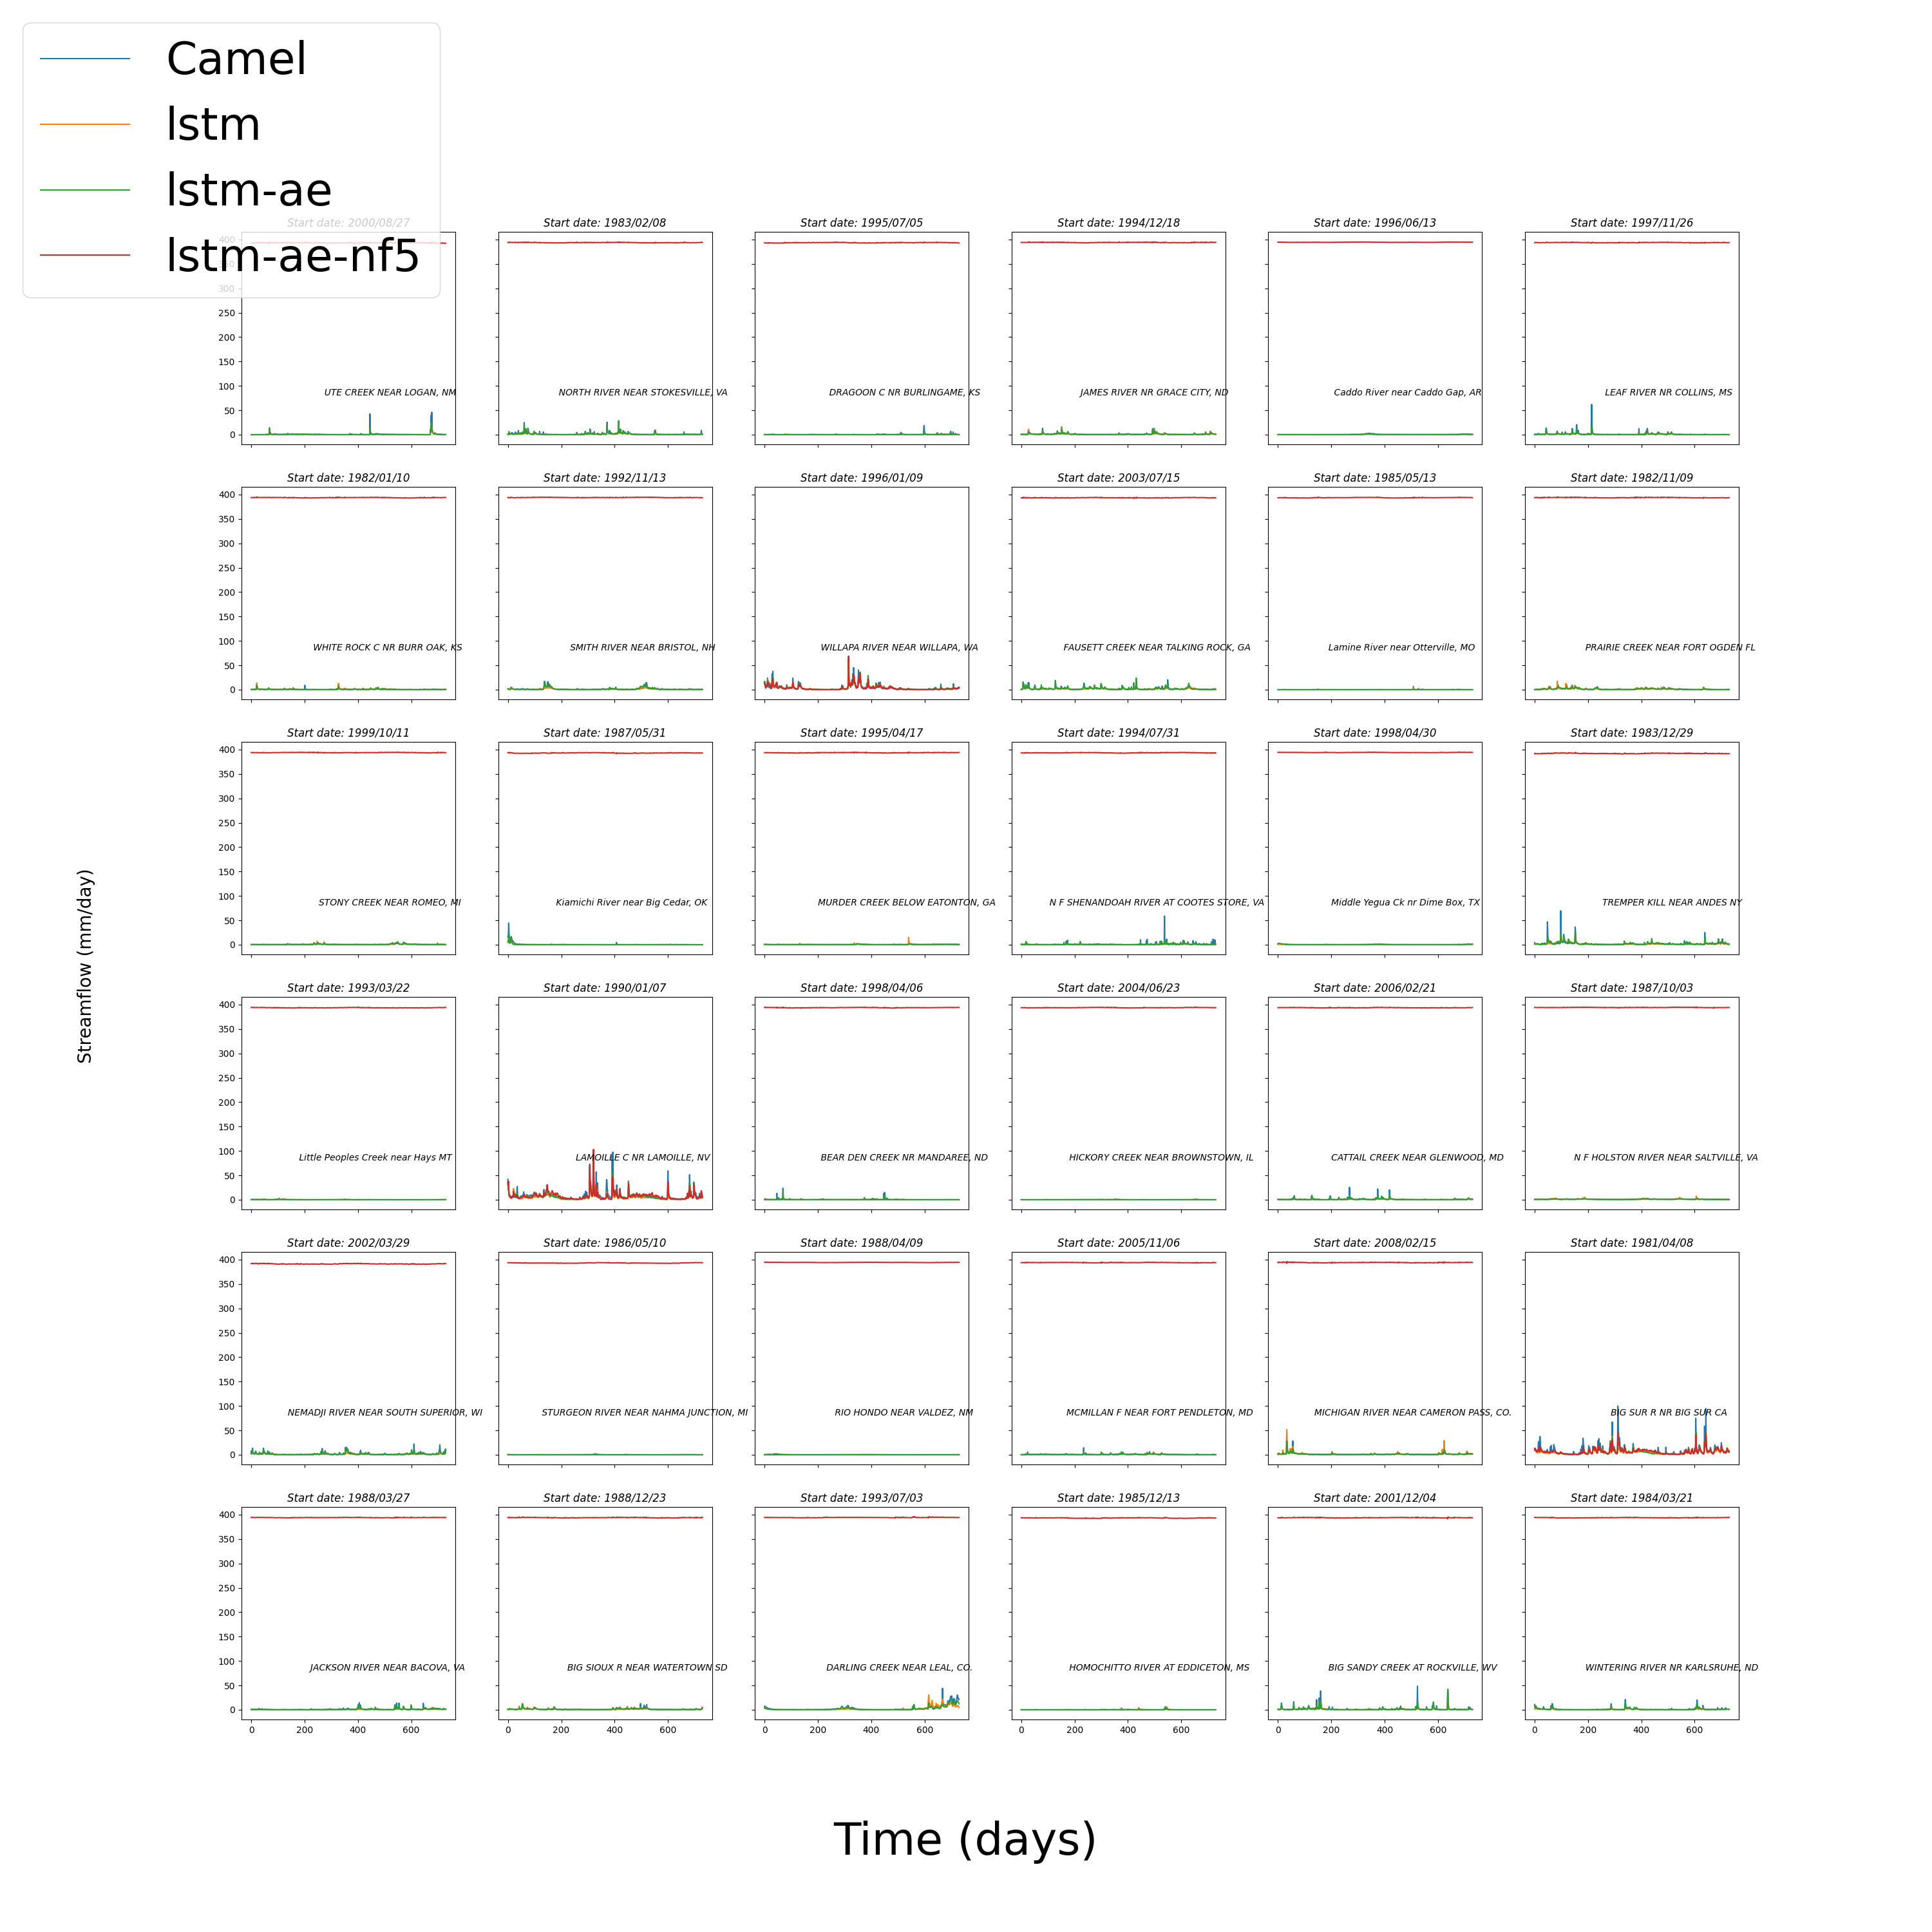 Camel
lstm
lstm-ae
lstm-ae-nf5
Start date: 2000/08/27 Start date: 1983/02/08 Start date: 1995/07/05 Start date: 1994/12/18 Start date: 1996/06/13 Start date: 1997/11/26
400
350
300
250
200
150
100
50
0
UTE CREEK NEAR LOGAN, NM NORTH RIVER NEAR STOKESVILLE, VA DRAGOON C NR BURLINGAME, KS JAMES RIVER NR GRACE CITY, ND Caddo River near Caddo Gap, AR LEAF RIVER NR COLLINS, MS
Start date: 1982/01/10 Start date: 1992/11/13 Start date: 1996/01/09 Start date: 2003/07/15 Start date: 1985/05/13 Start date: 1982/11/09
400
350
300
250
200
150
100
50
0
WHITE ROCK C NR BURR OAK, KS SMITH RIVER NEAR BRISTOL, NH WILLAPA RIVER NEAR WILLAPA, WA FAUSETT CREEK NEAR TALKING ROCK, GA Lamine River near Otterville, MO PRAIRIE CREEK NEAR FORT OGDEN FL
Start date: 1999/10/11 Start date: 1987/05/31 Start date: 1995/04/17 Start date: 1994/07/31 Start date: 1998/04/30 Start date: 1983/12/29
400
350
300
250
200
150
100
50
0
STONY CREEK NEAR ROMEO, MI Kiamichi River near Big Cedar, OK MURDER CREEK BELOW EATONTON, GA N F SHENANDOAH RIVER AT COOTES STORE, VA Middle Yegua Ck nr Dime Box, TX TREMPER KILL NEAR ANDES NY
Streamflow (mm/day)
Start date: 1993/03/22 Start date: 1990/01/07 Start date: 1998/04/06 Start date: 2004/06/23 Start date: 2006/02/21 Start date: 1987/10/03
400
350
300
250
200
150
100
50
0
Little Peoples Creek near Hays MT LAMOILLE C NR LAMOILLE, NV BEAR DEN CREEK NR MANDAREE, ND HICKORY CREEK NEAR BROWNSTOWN, IL CATTAIL CREEK NEAR GLENWOOD, MD N F HOLSTON RIVER NEAR SALTVILLE, VA
Start date: 2002/03/29 Start date: 1986/05/10 Start date: 1988/04/09 Start date: 2005/11/06 Start date: 2008/02/15 Start date: 1981/04/08
400
350
300
250
200
150
100
50
0
NEMADJI RIVER NEAR SOUTH SUPERIOR, WI STURGEON RIVER NEAR NAHMA JUNCTION, MI RIO HONDO NEAR VALDEZ, NM MCMILLAN F NEAR FORT PENDLETON, MD MICHIGAN RIVER NEAR CAMERON PASS, CO. BIG SUR R NR BIG SUR CA
Start date: 1988/03/27 Start date: 1988/12/23 Start date: 1993/07/03 Start date: 1985/12/13 Start date: 2001/12/04 Start date: 1984/03/21
400
350
300
250
200
150
100
50
0
JACKSON RIVER NEAR BACOVA, VA BIG SIOUX R NEAR WATERTOWN SD DARLING CREEK NEAR LEAL, CO. HOMOCHITTO RIVER AT EDDICETON, MS BIG SANDY CREEK AT ROCKVILLE, WV WINTERING RIVER NR KARLSRUHE, ND
0 200 400 600 0 200 400 600 0 200 400 600 0 200 400 600 0 200 400 600 0 200 400 600
Time (days)